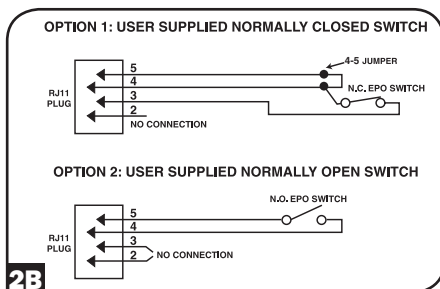 OPTION 1: USER SUPPLIED NORMALLY CLOSED SWITCH
4-5 JUMPER
5
4
N.C. EPO SWITCH
RJ11
PLUG
3
2
NO CONNECTION
OPTION 2: USER SUPPLIED NORMALLY OPEN SWITCH
N.O. EPO SWITCH
5
4
RJ11
PLUG
3
NO CONNECTION
2
2B